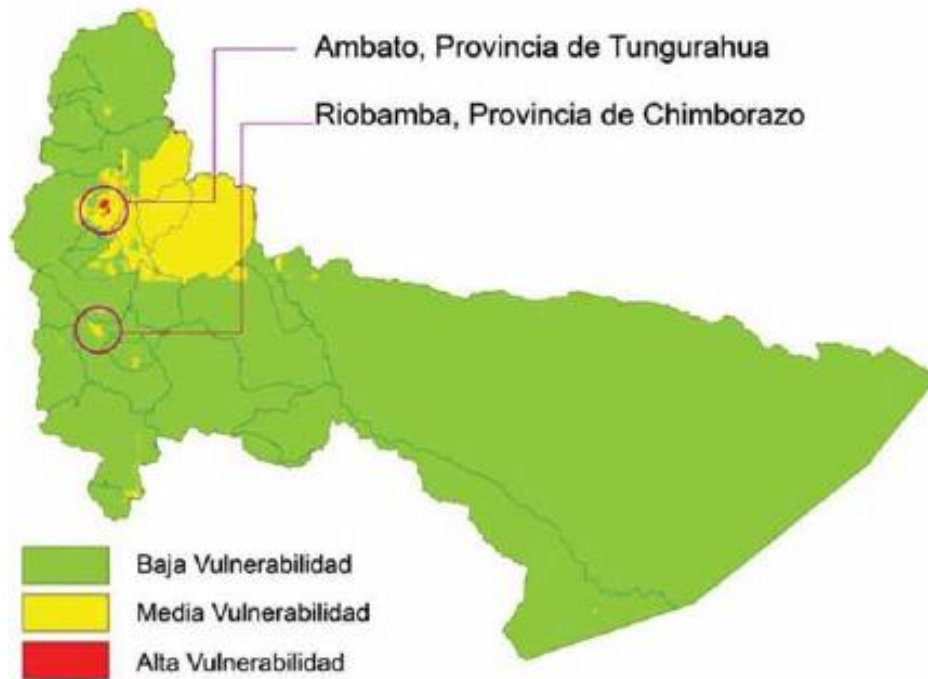 Ambato, Provincia de Tungurahua
Riobamba, Provincia de Chimborazo
Baja Vulnerabilidad
Media Vulnerabilidad
Alta Vulnerabilidad